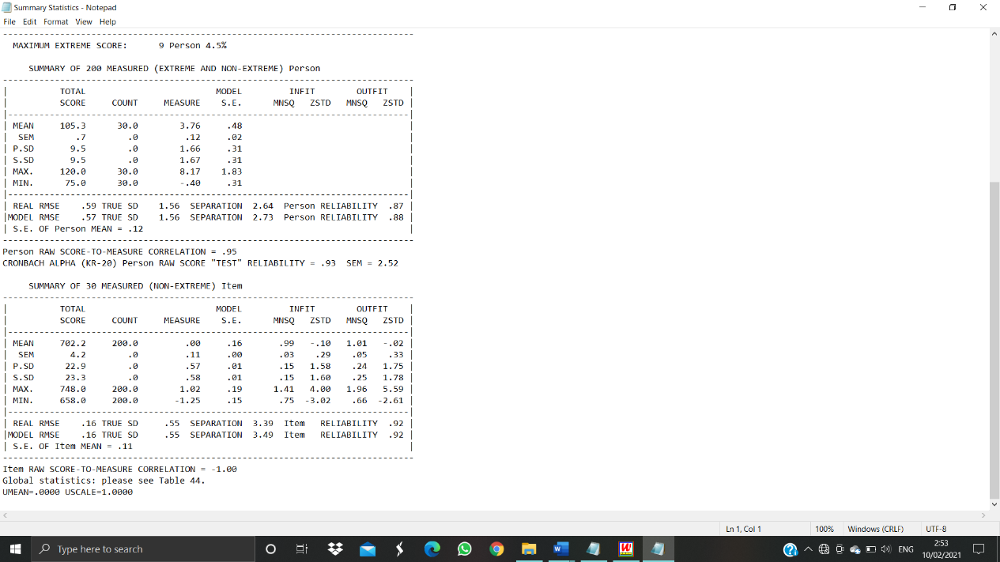 Summary Statistics - Notepad
File Edit Format View Help
MAXIMUM EXTREME SCORE: 9 Person 4.5%
SUMMARY OF 200 MEASURED (EXTREME AND NON-EXTREME) Person
TOTAL MODEL INFIT OUTFIT
SCORE COUNT MEASURE S.E. MNSQ ZSTD MNSQ ZSTD
MEAN 105.3 30.0 3.76 .48
SEM .7 .0 .12 .02
P.SD 9.5 .0 1.66 .31
S.SD 9.5 .0 1.67 .31
MAX. 120.0 30.0 8.17 1.83
MIN. 75.0 30.0 -.40 .31
REAL RMSE .59 TRUE SD 1.56 SEPARATION 2.64 Person RELIABILITY .87
MODEL RMSE .57 TRUE SD 1.56 SEPARATION 2.73 Person RELIABILITY .88
S.E. OF Person MEAN = .12
Person RAW SCORE-TO-MEASURE CORRELATION = .95
CRONBACH ALPHA (KR-20) Person RAW SCORE "TEST" RELIABILITY = .93 SEM = 2.52
SUMMARY OF 30 MEASURED (NON-EXTREME) Item
TOTAL MODEL INFIT OUTFIT
SCORE COUNT MEASURE S.E. MNSQ ZSTD MNSQ ZSTD
MEAN 702.2 200.0 .00 .16 .99 -.10 1.01 -.02
SEM 4.2 .0 .11 .00 .03 .29 .05 .33
P.SD 22.9 .0 .57 .01 .15 1.58 .24 1.75
S.SD 23.3 .0 .58 .01 .15 1.60 .25 1.78
MAX. 748.0 200.0 1.02 .19 1.41 4.00 1.96 5.59
MIN. 658.0 200.0 -1.25 .15 .75 -3.02 .66 -2.61
REAL RMSE .16 TRUE SD .55 SEPARATION 3.39 Item RELIABILITY .92
MODEL RMSE .16 TRUE SD .55 SEPARATION 3.49 Item RELIABILITY .92
S.E. OF Item MEAN = .11
Item RAW SCORE-TO-MEASURE CORRELATION = -1.00
Global statistics: please see Table 44.
UMEAN=.0000 USCALE=1.0000
Ln 1, Col 1 100% Windows (CRLF) UTF-8
Type here to search
ENG
2:53
10/02/2021